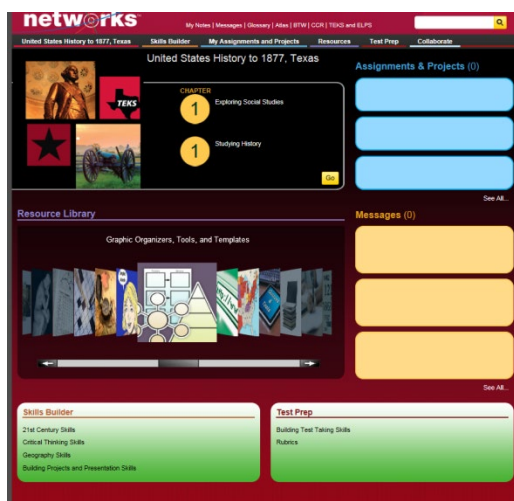 netw●rks
My Notes | Messages | Glossary | Atlas | BTW | CCR | TEKS and ELPS
United States History to 1877, Texas
Skills Builder
My Assignments and Projects
Resources
Test Prep
Collaborate
United States History to 1877, Texas
TEKS
CHAPTER
1
Exploring Social Studies
1
Studying History
Go
Assignments & Projects (0)
See All...
Resource Library
Graphic Organizers, Tools, and Templates
Messages (0)
See All...
Skills Builder
21st Century Skills
Critical Thinking Skills
Geography Skills
Building Projects and Presentation Skills
Test Prep
Building Test Taking Skills
Rubrics